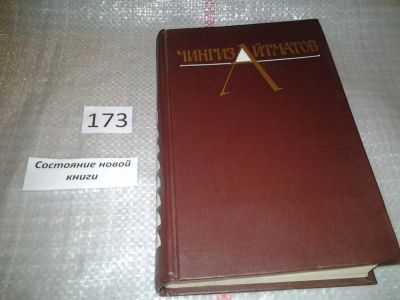 ЧИНГИЗ АЙТМАТОВ
173
Состояние новой
книги